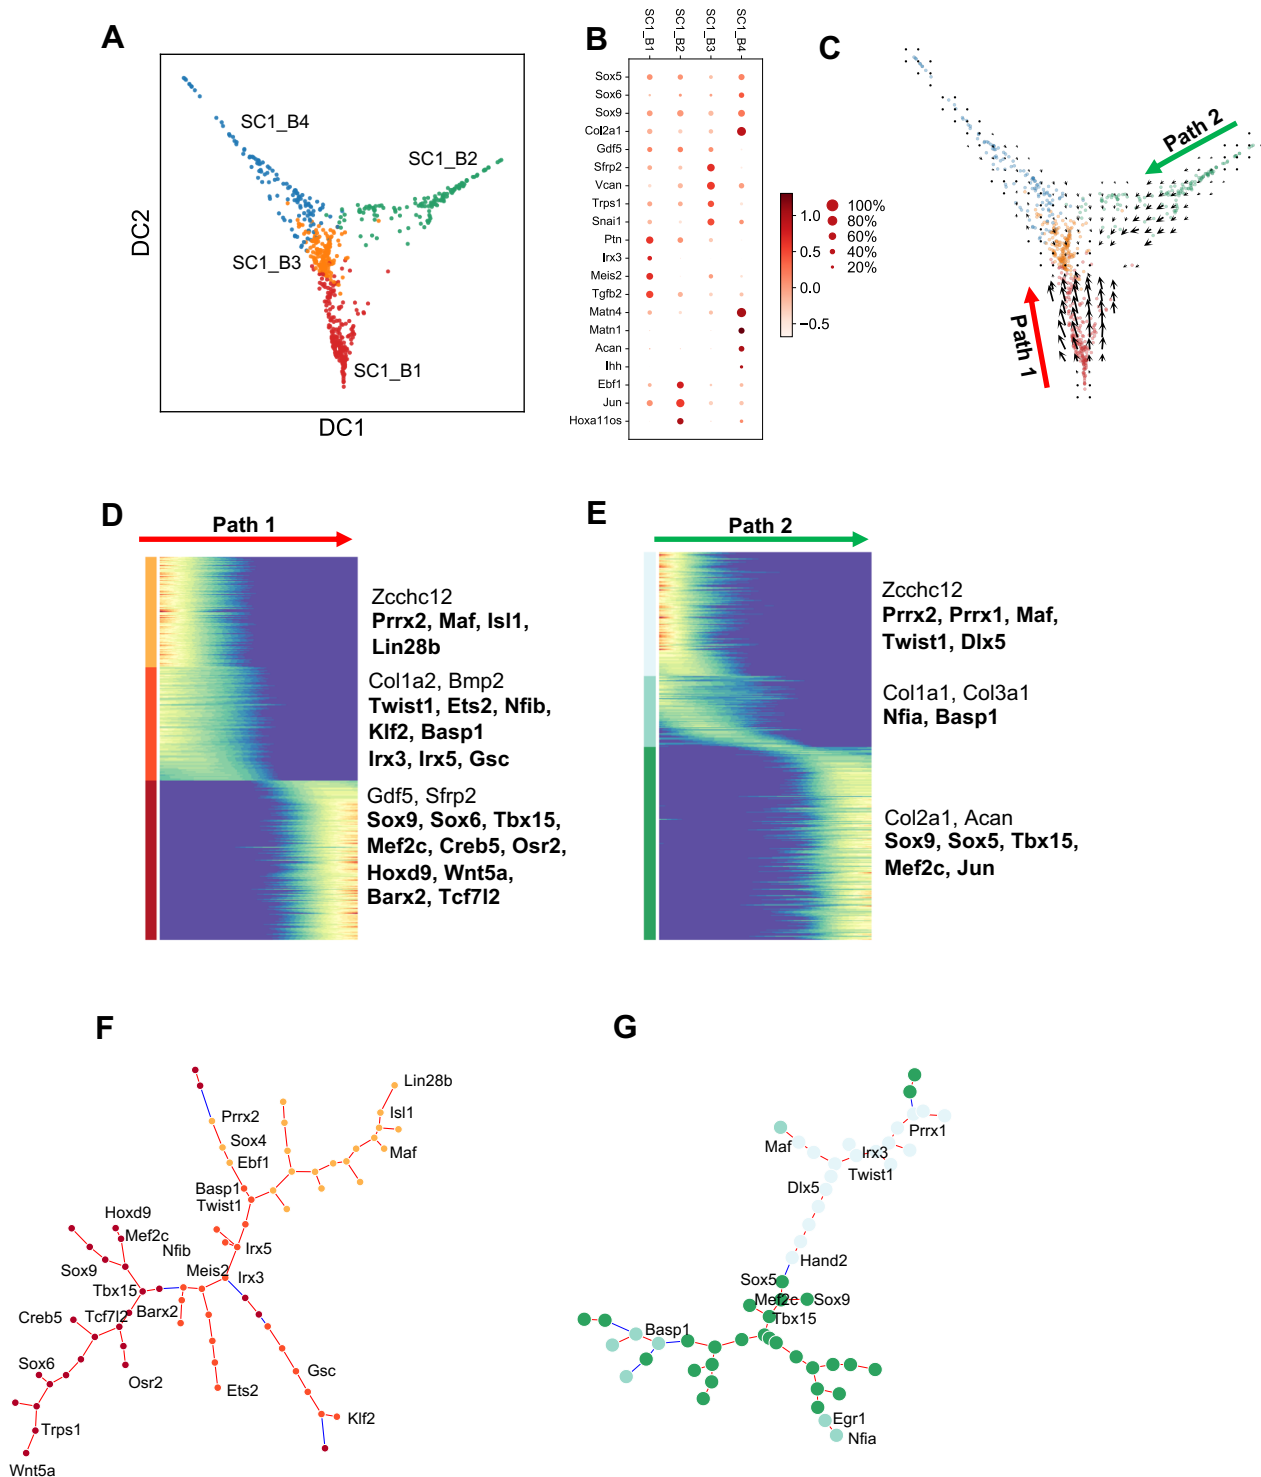 A
SC1_B4
SC1_B2
SC1_B3
SC1_B1
DC2
DC1
B
SC1_B1
SC1_B2
SC1_B3
SC1_B4
Sox5
Sox6
Sox9
Col2a1
Gdf5
Sfrp2
Vcan
Trps1
Snai1
Ptn
Irx3
Meis2
Tgfb2
Matn4
Matn1
Acan
Ihh
Ebf1
Jun
Hoxa11os
1.0
0.5
0.0
−0.5
100%
80%
60%
40%
20%
C
Path 2
Path 1
D
Path 1
Zcchc12
Prrx2, Maf, Isl1,
Lin28b
Col1a2, Bmp2
Twist1, Ets2, Nfib,
Klf2, Basp1
Irx3, Irx5, Gsc
Gdf5, Sfrp2
Sox9, Sox6, Tbx15,
Mef2c, Creb5, Osr2,
Hoxd9, Wnt5a,
Barx2, Tcf7l2
E
Path 2
Zcchc12
Prrx2, Prrx1, Maf,
Twist1, Dlx5
Col1a1, Col3a1
Nfia, Basp1
Col2a1, Acan
Sox9, Sox5, Tbx15,
Mef2c, Jun
F
Lin28b
Isl1
Prrx2
Sox4
Maf
Ebf1
Basp1
Twist1
Hoxd9
Mef2c
Nfib
Irx5
Sox9
Meis2
Irx3
Tbx15
Barx2
Tcf7l2
Creb5
Gsc
Sox6
Osr2
Ets2
Klf2
Trps1
Wnt5a
G
Prrx1
Maf
Irx3
Twist1
Dlx5
Hand2
Sox5
Mef2c
Sox9
Tbx15
Basp1
Egr1
Nfia